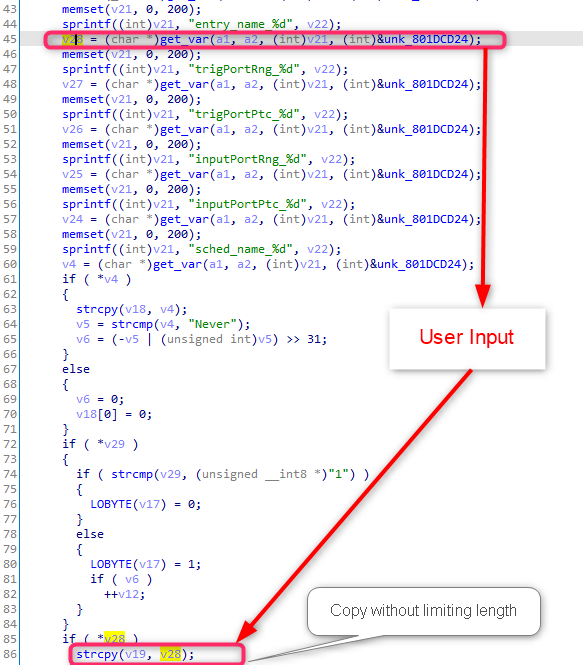 43 memset(v21, 0, 200);
44 sprintf((int)v21, "entry_name_%d", v22);
45 v28 = (char *)get_var(a1, a2, (int)v21, (int)&unk_801DCD24);
46 memset(v21, 0, 200);
47 sprintf((int)v21, "trigPortRng_%d", v22);
48 v27 = (char *)get_var(a1, a2, (int)v21, (int)&unk_801DCD24);
49 memset(v21, 0, 200);
50 sprintf((int)v21, "trigPortPtc_%d", v22);
51 v26 = (char *)get_var(a1, a2, (int)v21, (int)&unk_801DCD24);
52 memset(v21, 0, 200);
53 sprintf((int)v21, "inputPortRng_%d", v22);
54 v25 = (char *)get_var(a1, a2, (int)v21, (int)&unk_801DCD24);
55 memset(v21, 0, 200);
56 sprintf((int)v21, "inputPortPtc_%d", v22);
57 v24 = (char *)get_var(a1, a2, (int)v21, (int)&unk_801DCD24);
58 memset(v21, 0, 200);
59 sprintf((int)v21, "sched_name_%d", v22);
60 v4 = (char *)get_var(a1, a2, (int)v21, (int)&unk_801DCD24);
61 if ( *v4 )
62 {
63 strcpy(v18, v4);
64 v5 = strcmp(v4, "Never");
65 v6 = (-v5 | (unsigned int)v5) >> 31;
66 }
67 else
68 {
69 v6 = 0;
70 v18[0] = 0;
71 }
72 if ( *v29 )
73 {
74 if ( strcmp(v29, (unsigned __int8 *)"1") )
75 {
76 LOBYTE(v17) = 0;
77 }
78 else
79 {
80 LOBYTE(v17) = 1;
81 if ( v6 )
82 ++v12;
83 }
84 }
85 if ( *v28 )
86 strcpy(v19, v28);
User Input
Copy without limiting length